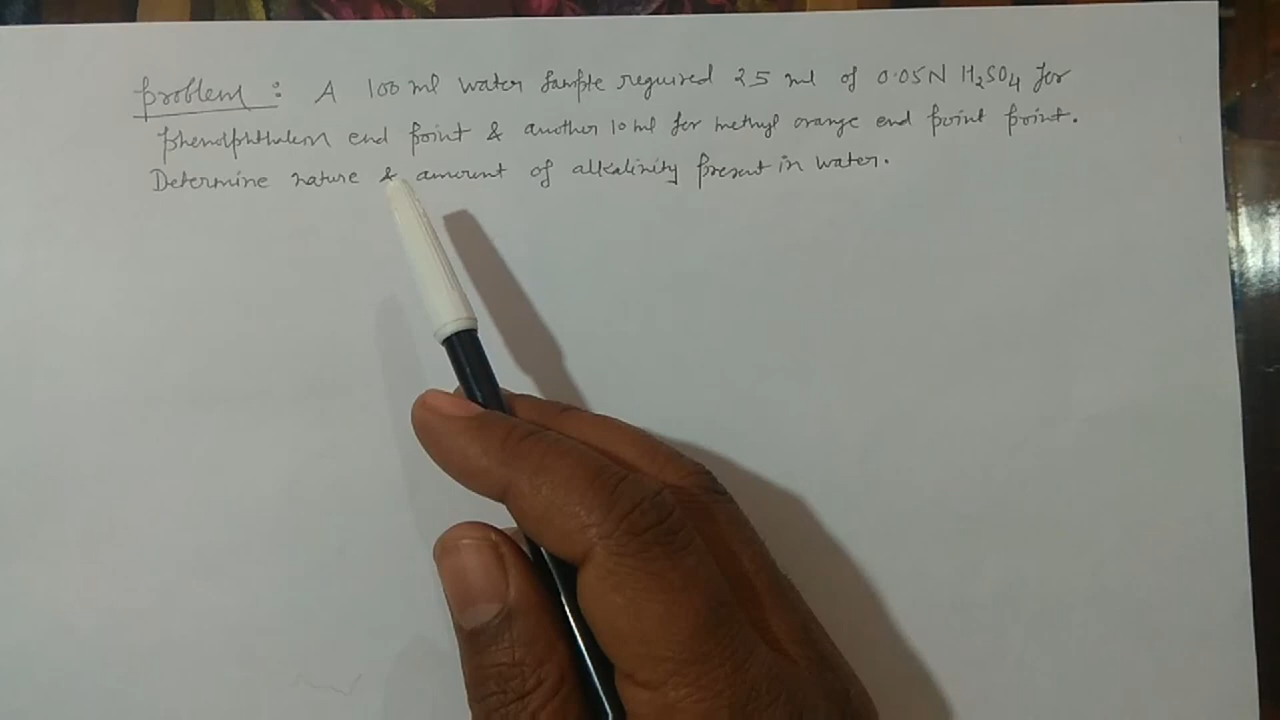 Problem : A 100 ml water sample required 25 ml of 0.05N H₂SO₄ for
phenolphthalein end point & another 10 ml for methyl orange end point point.
Determine nature & amount of alkalinity present in water.